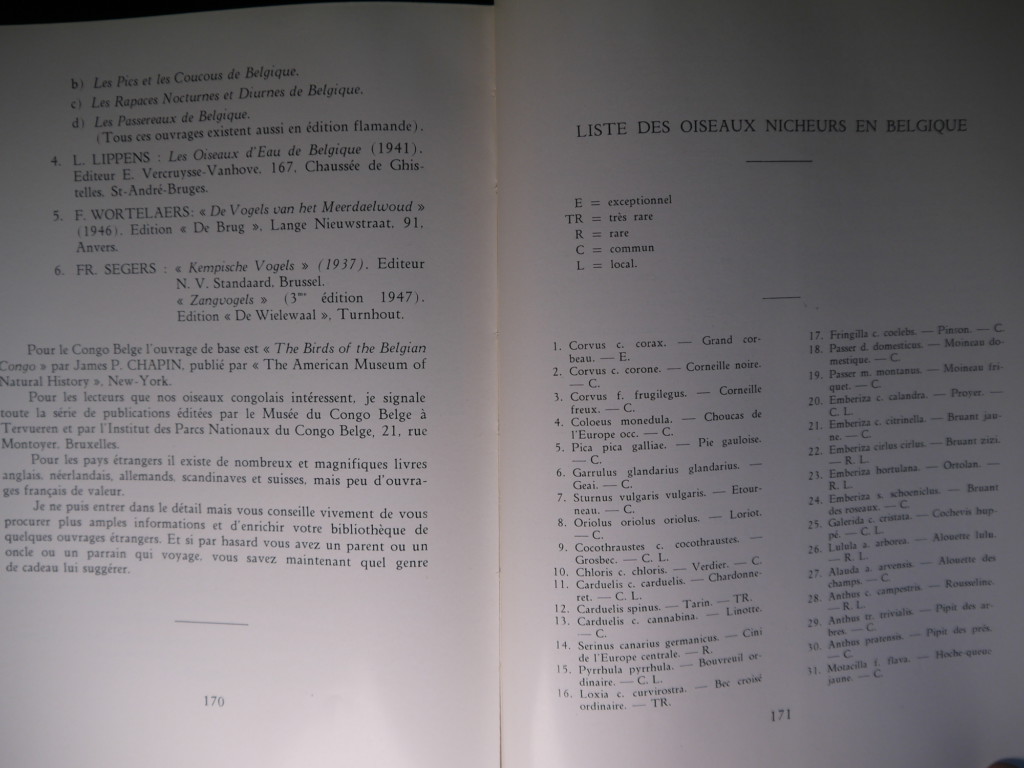 b) Les Pics et les Coucous de Belgique.
c) Les Rapaces Nocturnes et Diurnes de Belgique.
d) Les Passereaux de Belgique.
(Tous ces ouvrages existent aussi en édition flamande).
4. L. LIPPENS : Les Oiseaux d'Eau de Belgique (1941).
Editeur E. Vercruysse-Vanhove, 167, Chaussée de Ghis-
telles, St-André-Bruges.
5. F. WORTELAERS: « De Vogels van het Meerdaelwoud »
(1946). Edition « De Brug », Lange Nieuwstraat, 91,
Anvers.
6. FR. SEGERS : « Kempische Vogels » (1937). Editeur
N. V. Standaard, Brussel.
« Zangvogels » (3me édition 1947).
Edition « De Wielewaal », Turnhout.
Pour le Congo Belge l'ouvrage de base est « The Birds of the Belgian
Congo » par James P. CHAPIN, publié par « The American Museum of
Natural History », New-York.
Pour les lecteurs que nos oiseaux congolais intéressent, je signale
toute la série de publications éditées par le Musée du Congo Belge à
Tervueren et par l'Institut des Parcs Nationaux du Congo Belge, 21, rue
Montoyer, Bruxelles.
Pour les pays étrangers il existe de nombreux et magnifiques livres
anglais, néerlandais, allemands, scandinaves et suisses, mais peu d'ouvra-
ges français de valeur.
Je ne puis entrer dans le détail mais vous conseille vivement de vous
procurer plus amples informations et d'enrichir votre bibliothèque de
quelques ouvrages étrangers. Et si par hasard vous avez un parent ou un
oncle ou un parrain qui voyage, vous savez maintenant quel genre
de cadeau lui suggérer.
170
LISTE DES OISEAUX NICHEURS EN BELGIQUE
E = exceptionnel
TR = très rare
R = rare
C = commun
L = local.
1. Corvus c. corax. — Grand cor-
beau. — E.
2. Corvus c. corone. — Corneille noire.
— C.
3. Corvus f. frugilegus. — Corneille
freux. — C.
4. Coloeus monedula. — Choucas de
l'Europe occ. — C.
5. Pica pica galliae. — Pie gauloise.
— C.
6. Garrulus glandarius glandarius. —
Geai. — C.
7. Sturnus vulgaris vulgaris. — Etour-
neau. — C.
8. Oriolus oriolus oriolus. — Loriot.
— C.
9. Cocothraustes c. cocothraustes. —
Grosbec. — C. L.
10. Chloris c. chloris. — Verdier. — C.
11. Carduelis c. carduelis. — Chardonne-
ret. — C. L.
12. Carduelis spinus. — Tarin. — TR.
13. Carduelis c. cannabina. — Linotte.
— C.
14. Serinus canarius germanicus. — Cini
de l'Europe centrale. — R.
15. Pyrrhula pyrrhula. — Bouvreuil or-
dinaire. — C. L.
16. Loxia c. curvirostra. — Bec croisé
ordinaire. — TR.
17. Fringilla c. coelebs. — Pinson. — C.
18. Passer d. domesticus. — Moineau do-
mestique. — C.
19. Passer m. montanus. — Moineau fri-
quet. — C.
20. Emberiza c. calandra. — Proyer. —
C. L.
21. Emberiza c. citrinella. — Bruant jau-
ne. — C.
22. Emberiza cirlus cirlus. — Bruant zizi.
— R. L.
23. Emberiza hortulana. — Ortolan. —
R. L.
24. Emberiza s. schoeniclus. — Bruant
des roseaux. — C.
25. Galerida c. cristata. — Cochevis hup-
pé. — C. L.
26. Lulula a. arborea. — Alouette lulu.
— R. L.
27. Alauda a. arvensis. — Alouette des
champs. — C.
28. Anthus c. campestris. — Rousseline.
— R. L.
29. Anthus tr. trivialis. — Pipit des ar-
bres. — C.
30. Anthus pratensis. — Pipit des prés.
— C.
31. Motacilla f. flava. — Hoche-queue
jaune. — C.
171